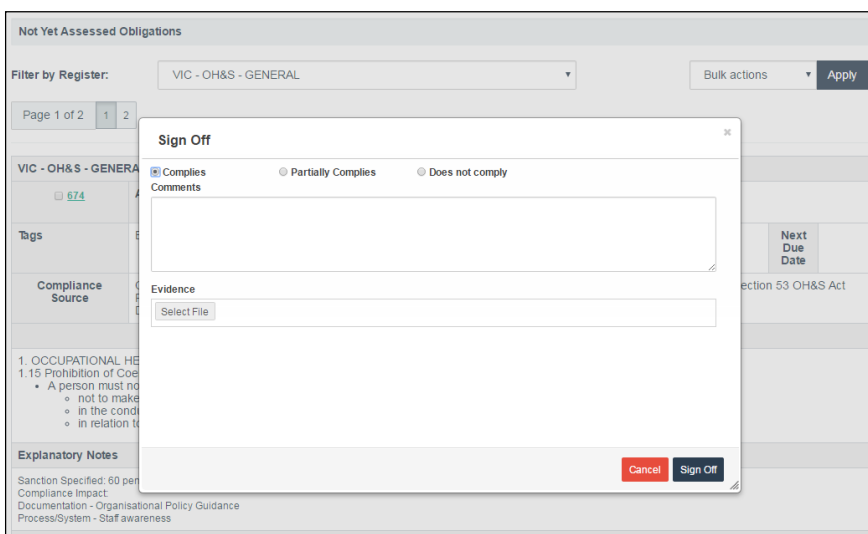 Not Yet Assessed Obligations
Filter by Register: VIC - OH&S - GENERAL Bulk actions Apply
Page 1 of 2 1 2
Sign Off ×
VIC - OH&S - GENERA
Complies Partially Complies Does not comply
674
Comments
Tags
Next Due Date
Compliance Source
ection 53 OH&S Act
Evidence
Select File
1. OCCUPATIONAL HE
1.15 Prohibition of Coe
• A person must no
not to make
in the condi
in relation to
Explanatory Notes
Cancel Sign Off
Sanction Specified: 60 pen
Compliance Impact:
Documentation - Organisational Policy Guidance
Process/System - Staff awareness